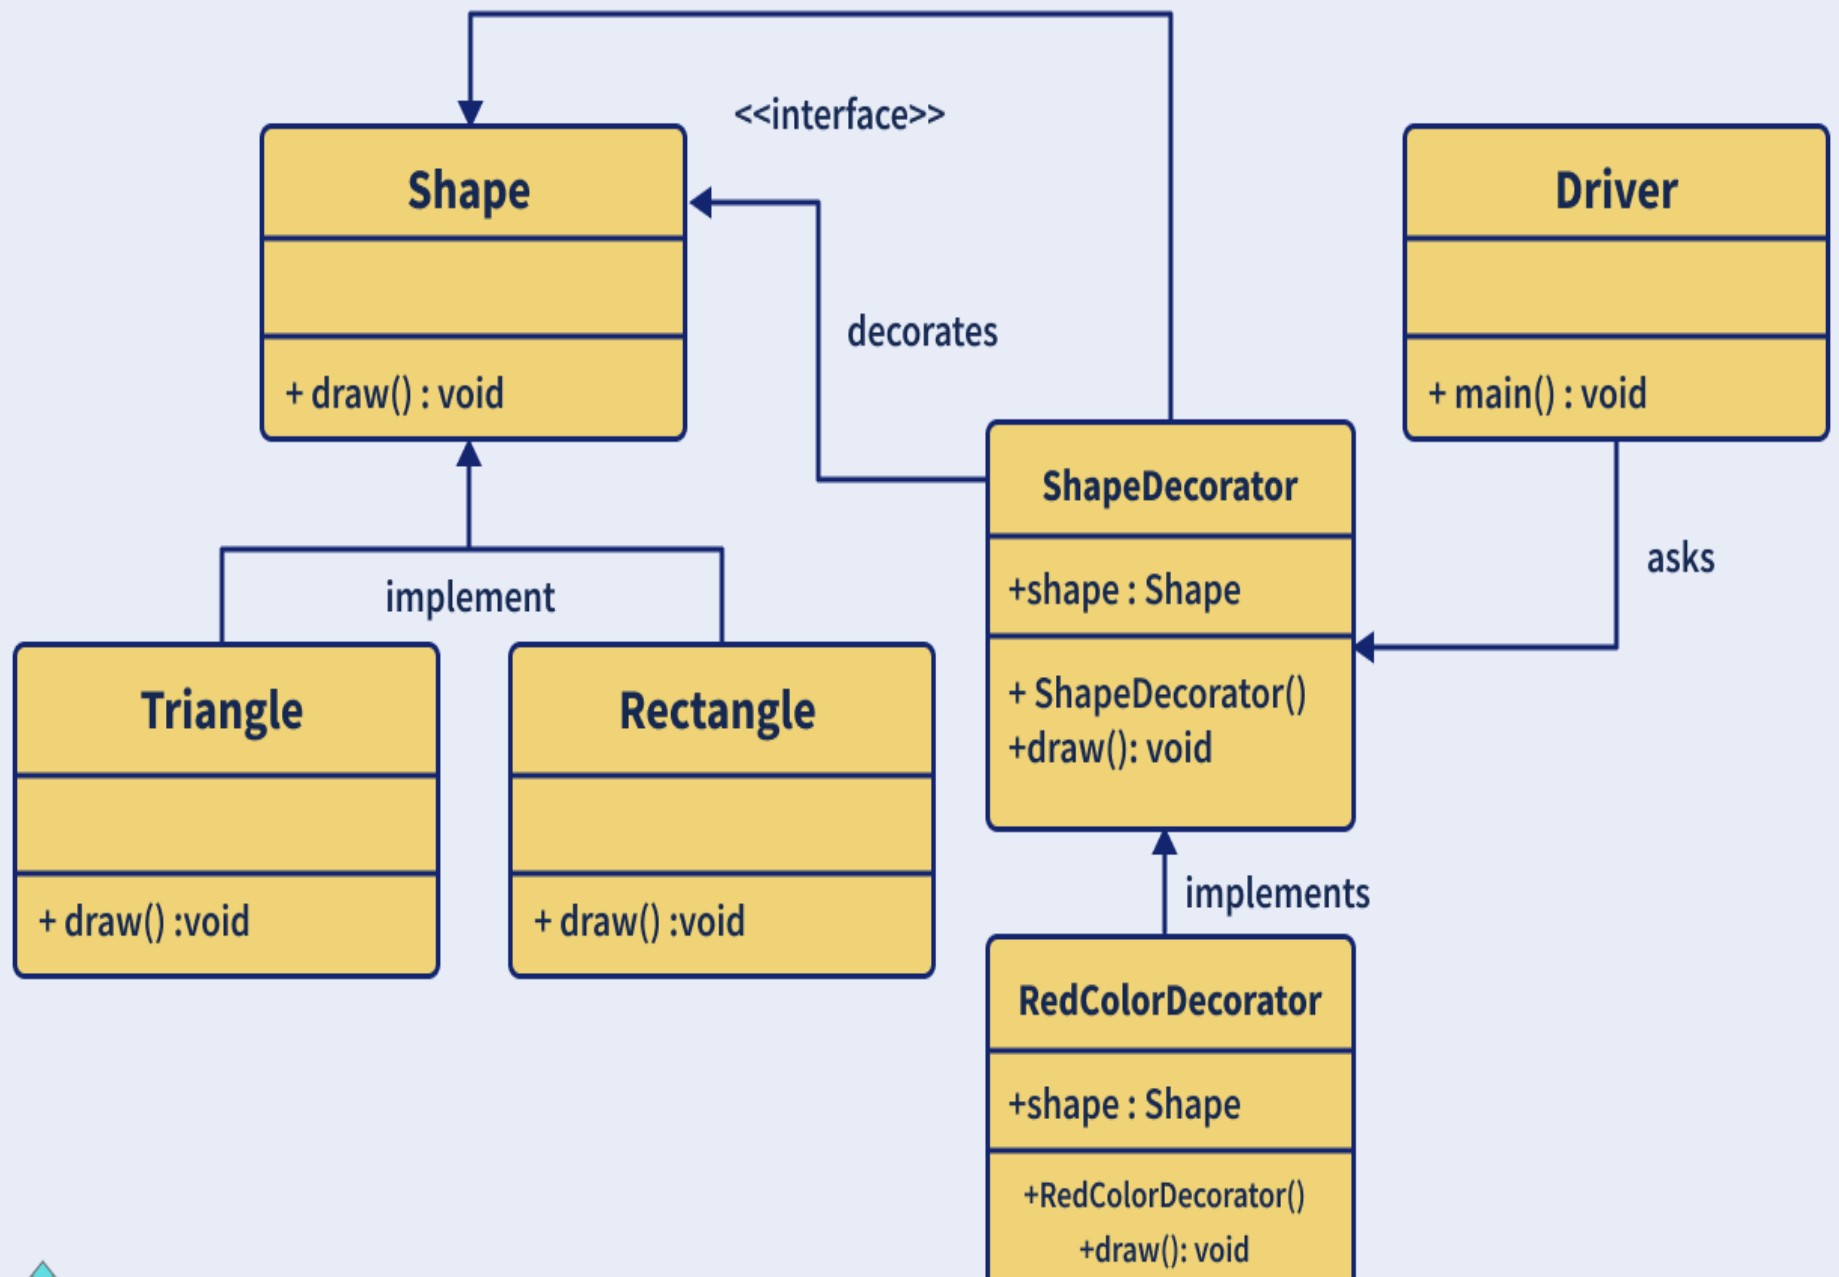 <<interface>>
Shape
+ draw() : void
Driver
+ main() : void
decorates
ShapeDecorator
+shape : Shape
+ ShapeDecorator()
+draw(): void
asks
implement
Triangle
+ draw() :void
Rectangle
+ draw() :void
implements
RedColorDecorator
+shape : Shape
+RedColorDecorator()
+draw(): void